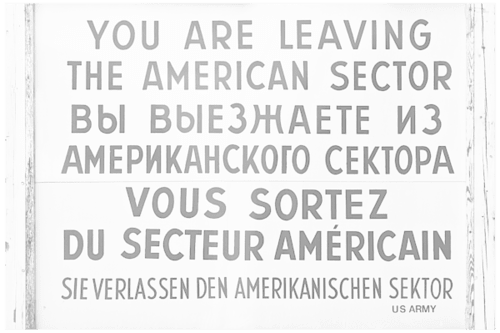 YOU ARE LEAVING
THE AMERICAN SECTOR
ВЫ ВЫЕЗЖАЕТЕ ИЗ
АМЕРИКАНСКОГО СЕКТОРА
VOUS SORTEZ
DU SECTEUR AMÉRICAIN
SIE VERLASSEN DEN AMERIKANISCHEN SEKTOR
US ARMY